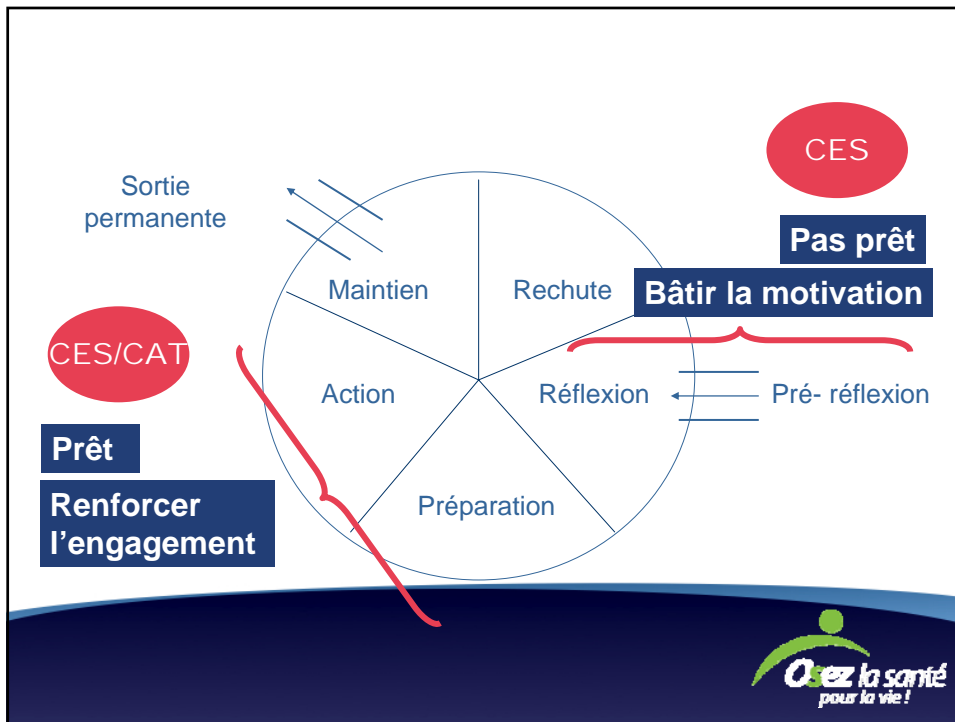 CES
Sortie
permanente
Pas prêt
Maintien
Rechute
Bâtir la motivation
CES/CAT
Action
Réflexion
Pré- réflexion
Prêt
Renforcer
l’engagement
Préparation
Osez la santé
pour la vie !